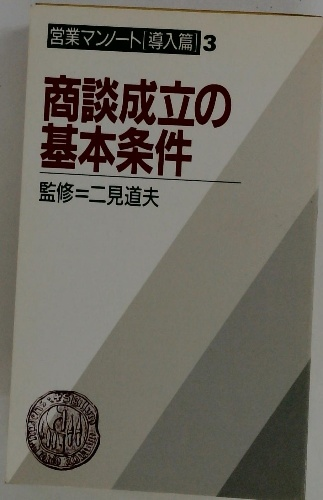 営業マンノート[導入篇]3
商談成立の
基本条件
監修=二見道夫